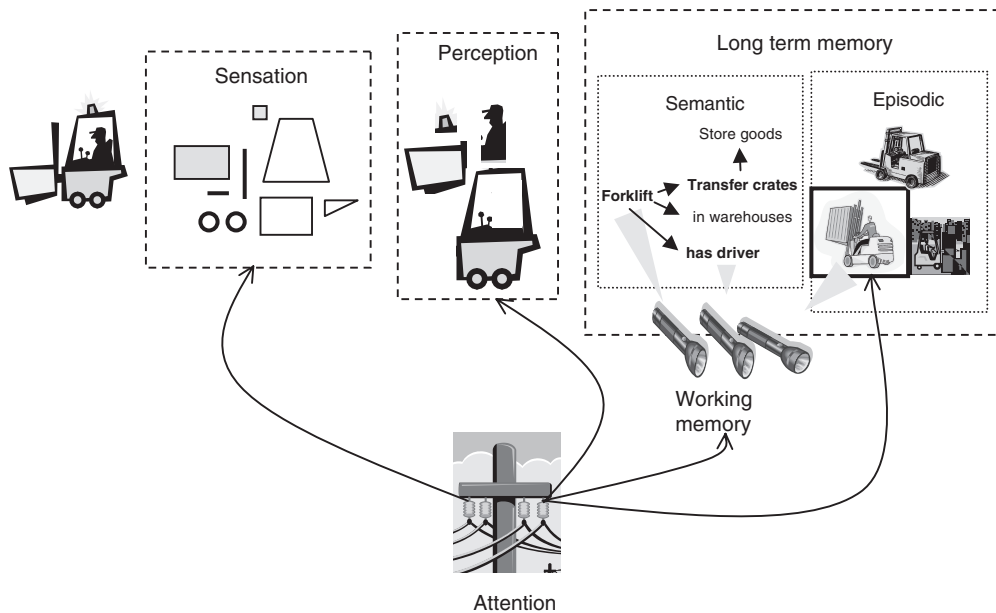 Sensation
Perception
Long term memory
Semantic
Episodic
Store goods
Forklift
Transfer crates
in warehouses
has driver
Working
memory
Attention